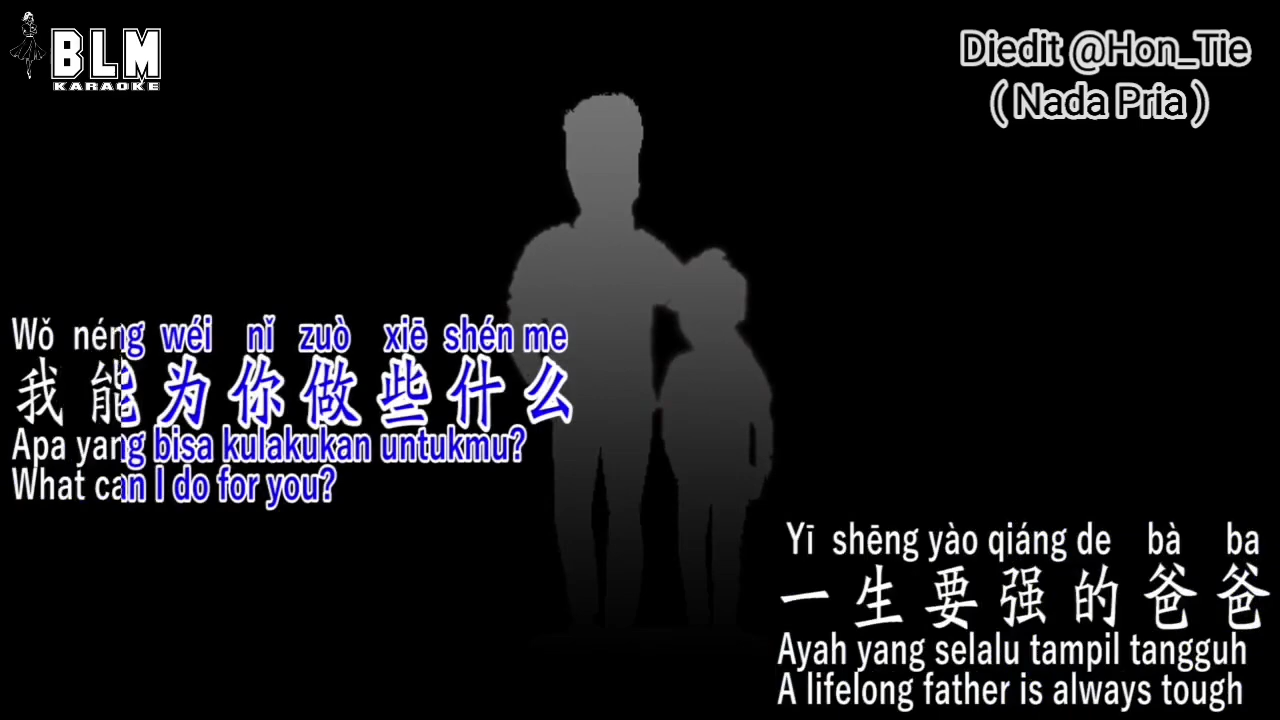 BLM
KARAOKE
Diedit @Hon_Tie
( Nada Pria )
Wǒ néng wéi nǐ zuò xiē shén me
我能为你做些什么
Apa yang bisa kulakukan untukmu?
What can I do for you?
Yī shēng yào qiáng de bà ba
一生要强的爸爸
Ayah yang selalu tampil tangguh
A lifelong father is always tough